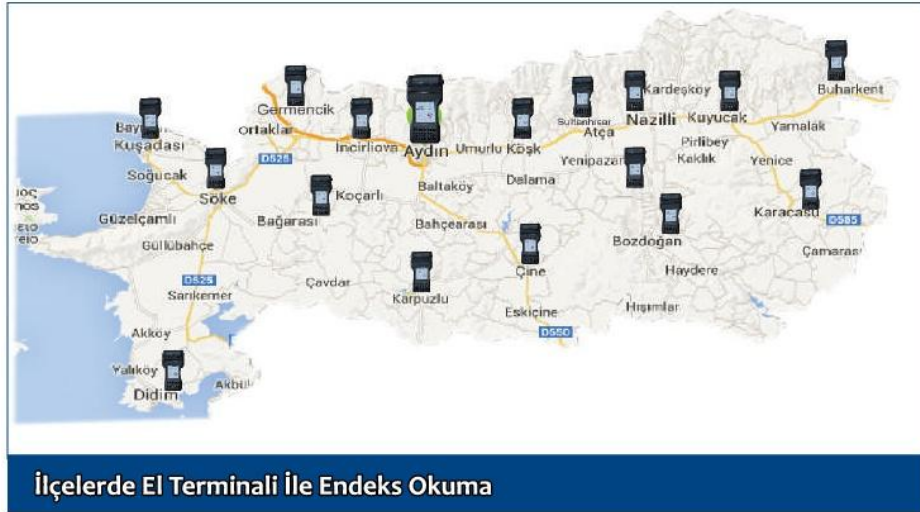 Buharkent
Kardeşköy
Germencik
Sultanhisar
Nazilli
Kuyucak
Atça
Yamalak
Kuşadası
ortaklar
İncirliova
Aydın
Umurlu
Köşk
Pirlibey
D525
Yenipazar
Kaklık
Yenice
Soğucak
Dalama
Söke
Koçarlı
Baltaköy
Karacasu
Güzelçamlı
Bağarası
Bahçearası
D585
Güllübahçe
Bozdoğan
Çamarası
Çine
D525
Çavdar
Haydere
Sarıkemer
Karpuzlu
Eskiçine
Hışımlar
Akköy
D550
Yalıköy
Akbük
Didim
İlçelerde El Terminali İle Endeks Okuma